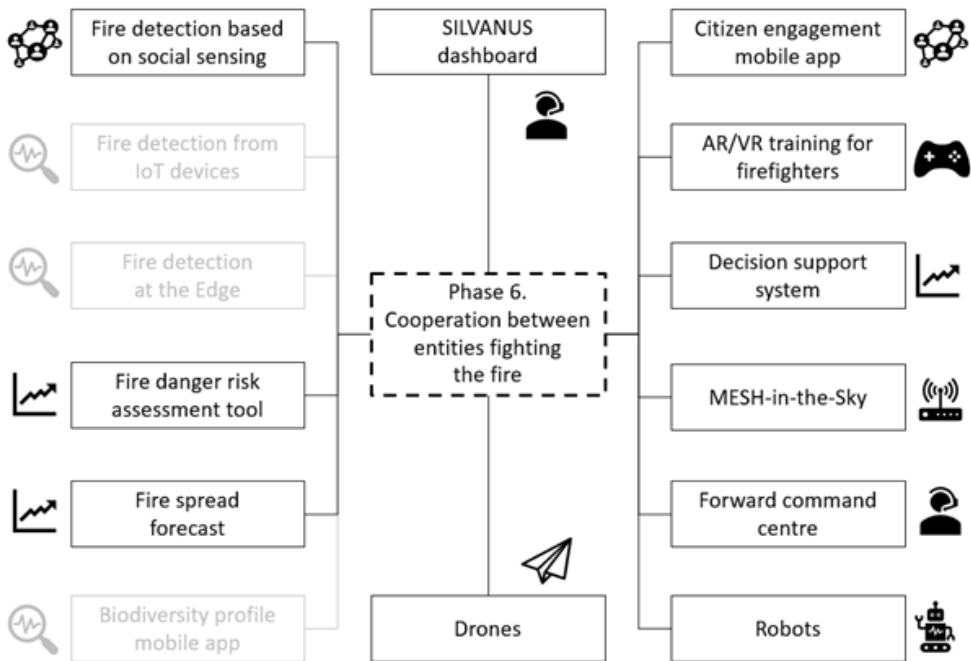 Fire detection based
on social sensing
Fire detection from
IoT devices
Fire detection
at the Edge
Fire danger risk
assessment tool
Fire spread
forecast
Biodiversity profile
mobile app
SILVANUS
dashboard
Phase 6.
Cooperation between
entities fighting
the fire
Drones
Citizen engagement
mobile app
AR/VR training for
firefighters
Decision support
system
MESH-in-the-Sky
Forward command
centre
Robots